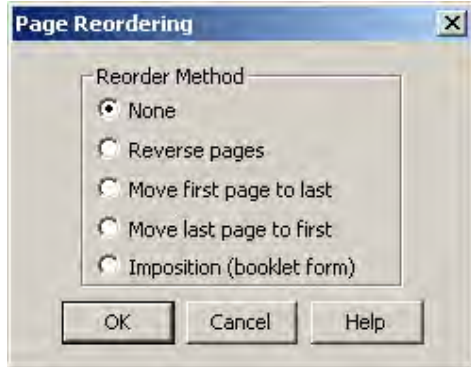 Page Reordering
Reorder Method
None
Reverse pages
Move first page to last
Move last page to first
Imposition (booklet form)
OK Cancel Help